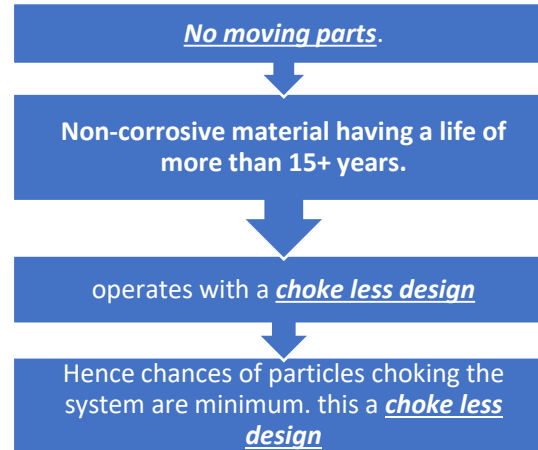 No moving parts.
Non-corrosive material having a life of
more than 15+ years.
operates with a choke less design
Hence chances of particles choking the
system are minimum. this a choke less
design